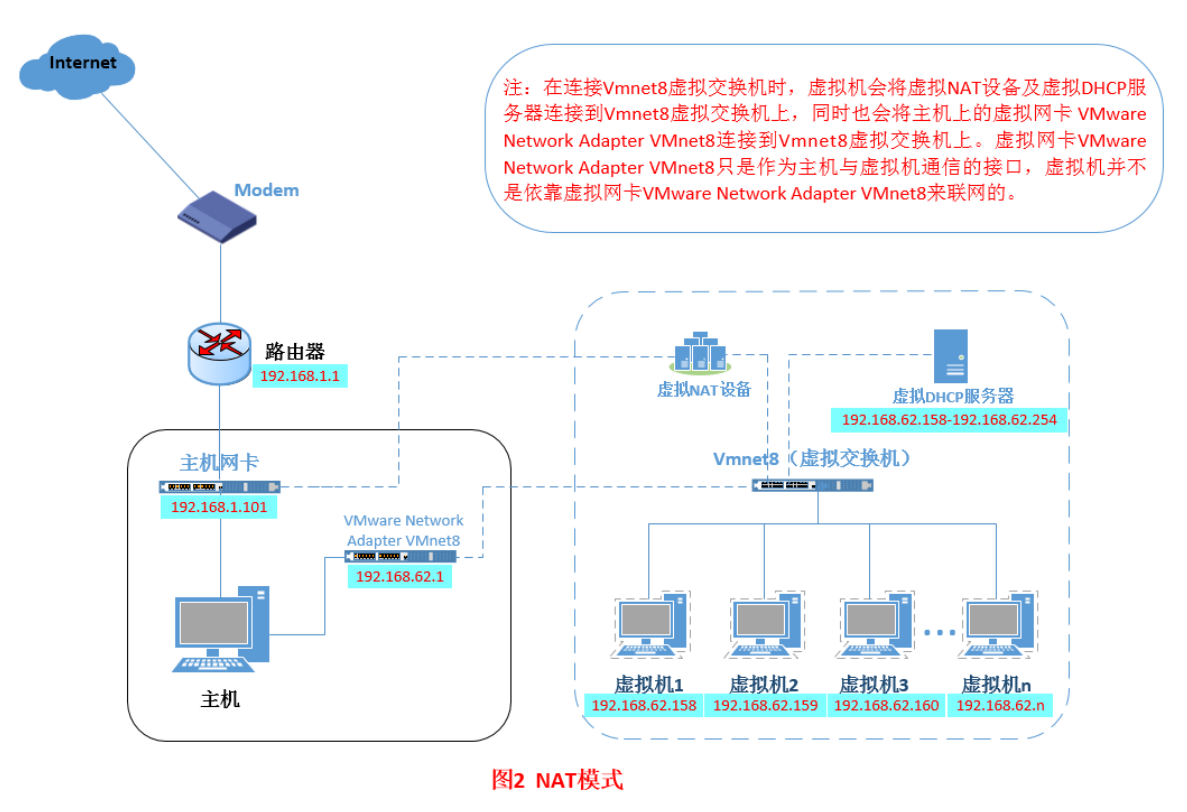 Internet
注：在连接Vmnet8虚拟交换机时，虚拟机会将虚拟NAT设备及虚拟DHCP服
务器连接到Vmnet8虚拟交换机上，同时也会将主机上的虚拟网卡 VMware
Network Adapter VMnet8连接到Vmnet8虚拟交换机上。虚拟网卡VMware
Network Adapter VMnet8只是作为主机与虚拟机通信的接口，虚拟机并不
是依靠虚拟网卡VMware Network Adapter VMnet8来联网的。
Modem
路由器
192.168.1.1
虚拟NAT设备
虚拟DHCP服务器
192.168.62.158-192.168.62.254
主机网卡
192.168.1.101
Vmnet8（虚拟交换机）
VMware Network
Adapter VMnet8
192.168.62.1
主机
虚拟机1
192.168.62.158
虚拟机2
192.168.62.159
虚拟机3
192.168.62.160
...
虚拟机n
192.168.62.n
图2 NAT模式